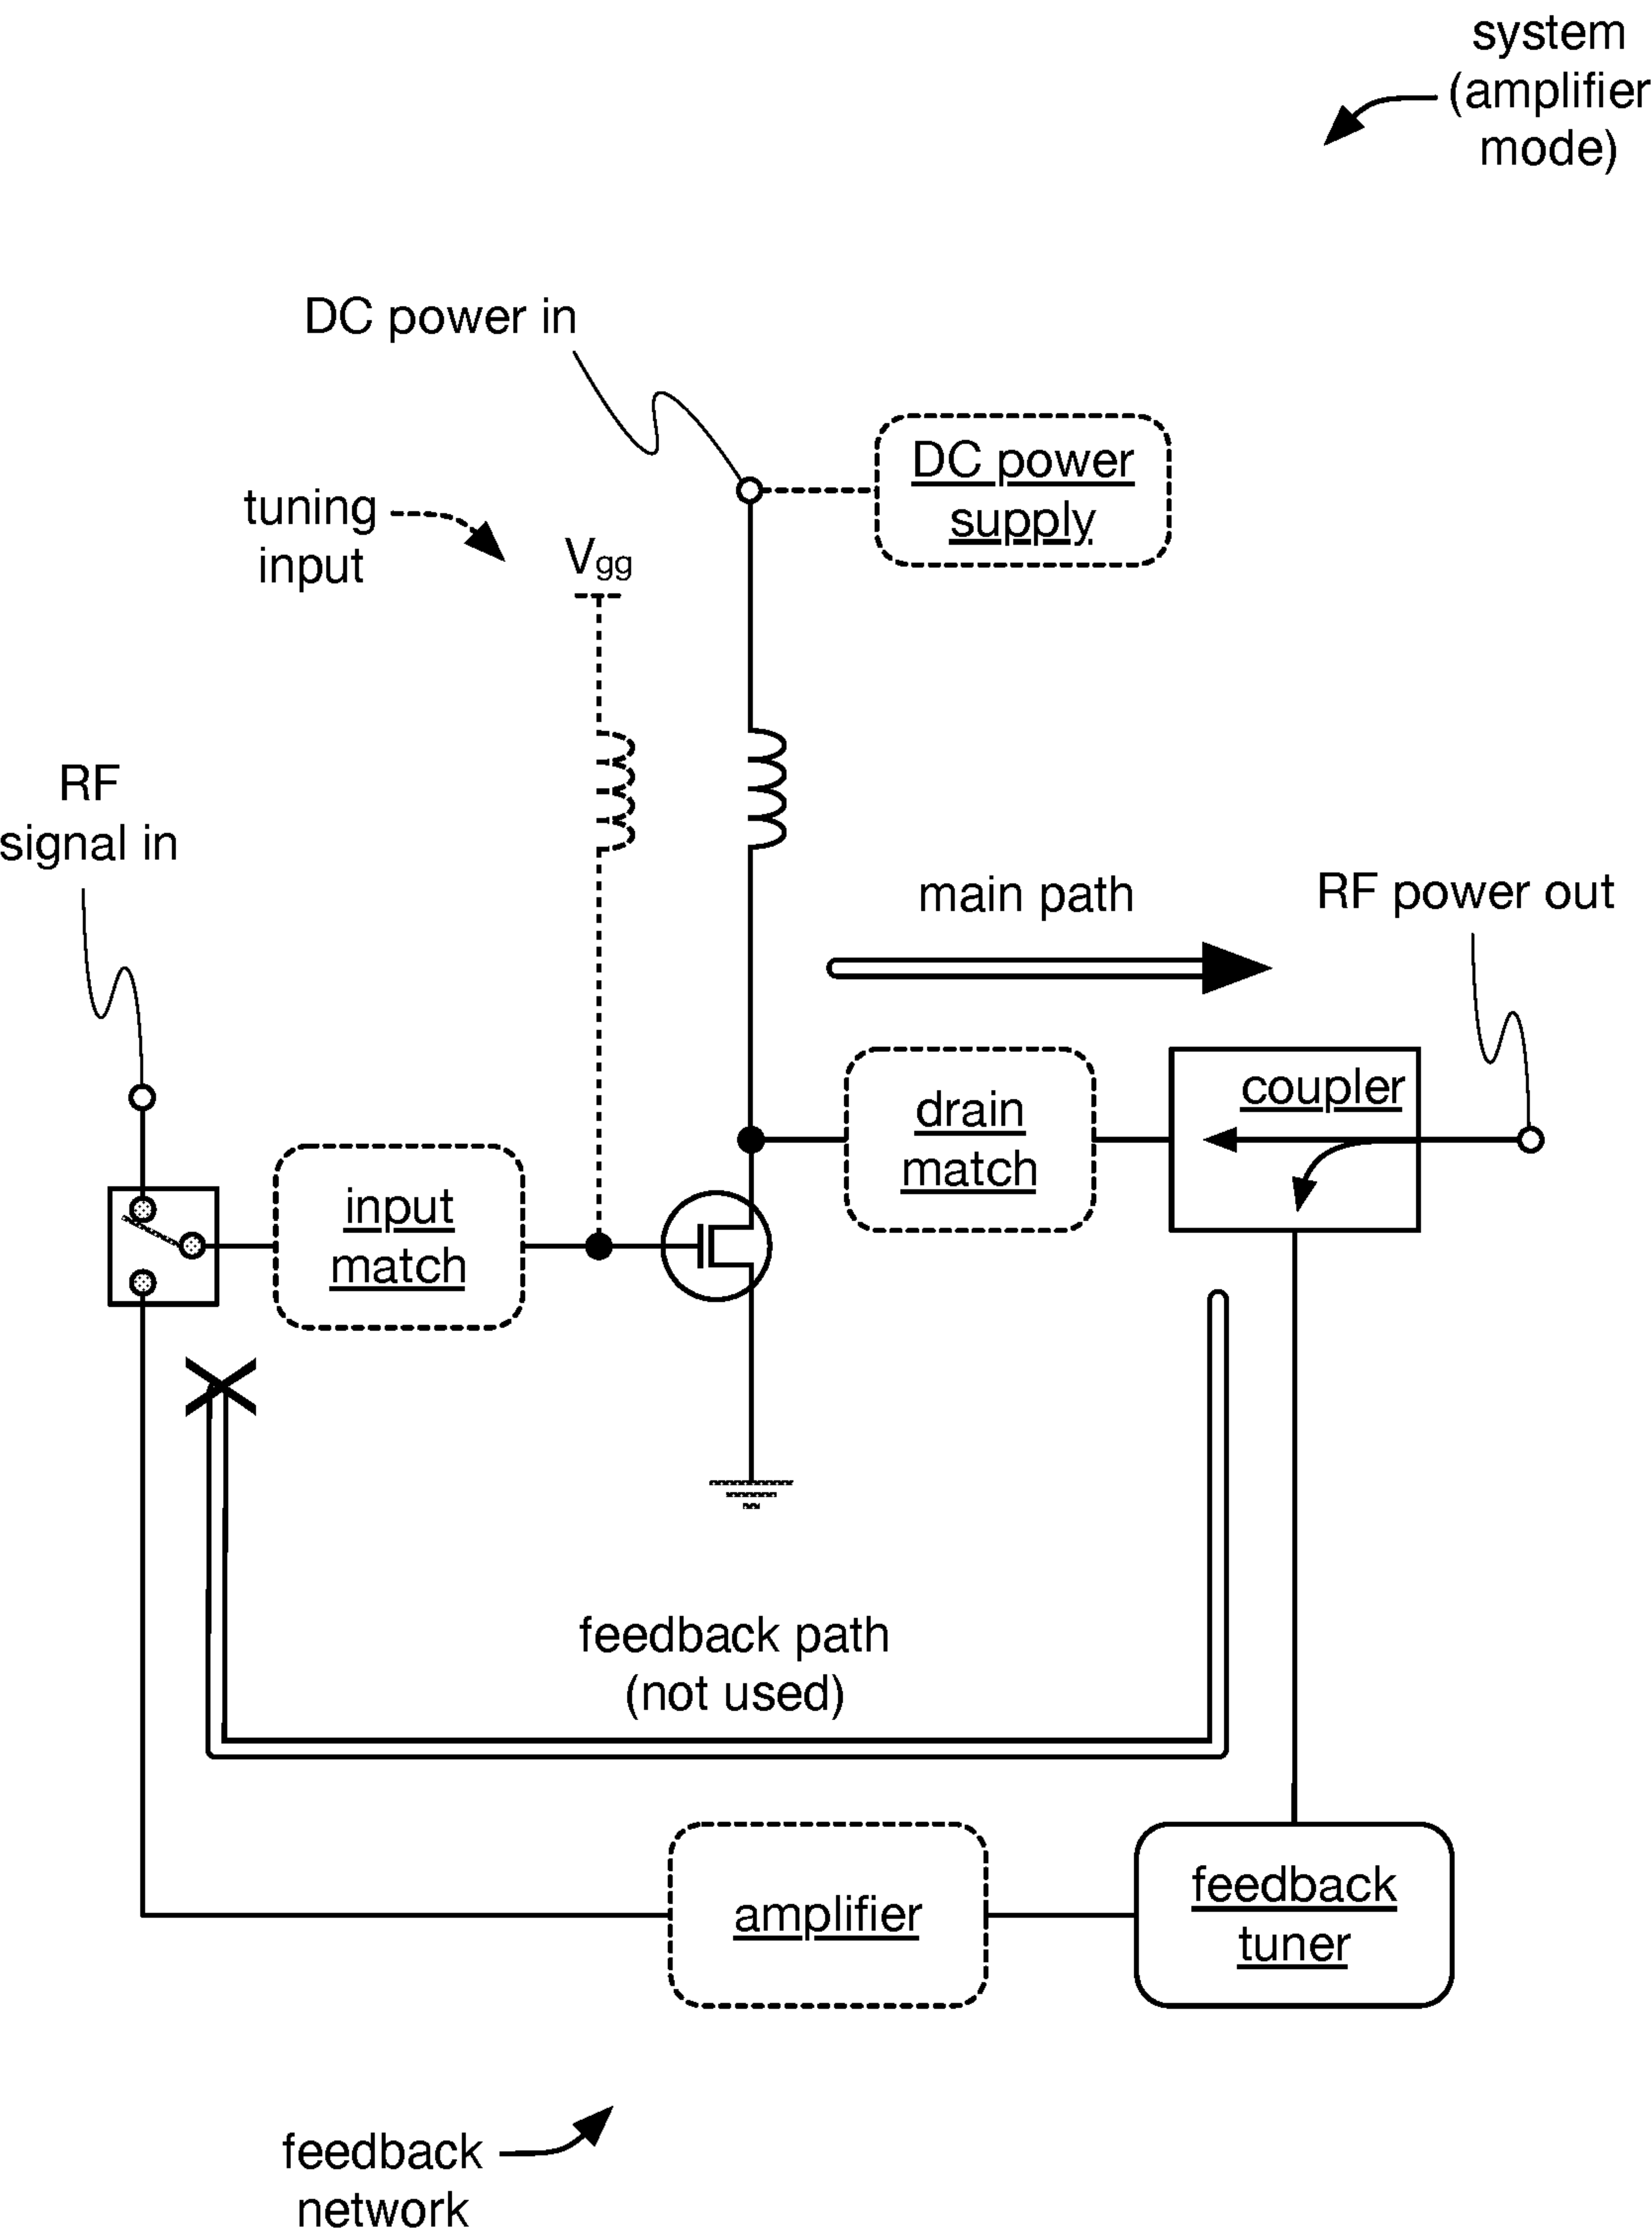 system
(amplifier
mode)
DC power in
DC power
supply
tuning
input
Vgg
RF
signal in
main path
RF power out
coupler
drain
match
input
match
feedback path
(not used)
amplifier
feedback
tuner
feedback
network